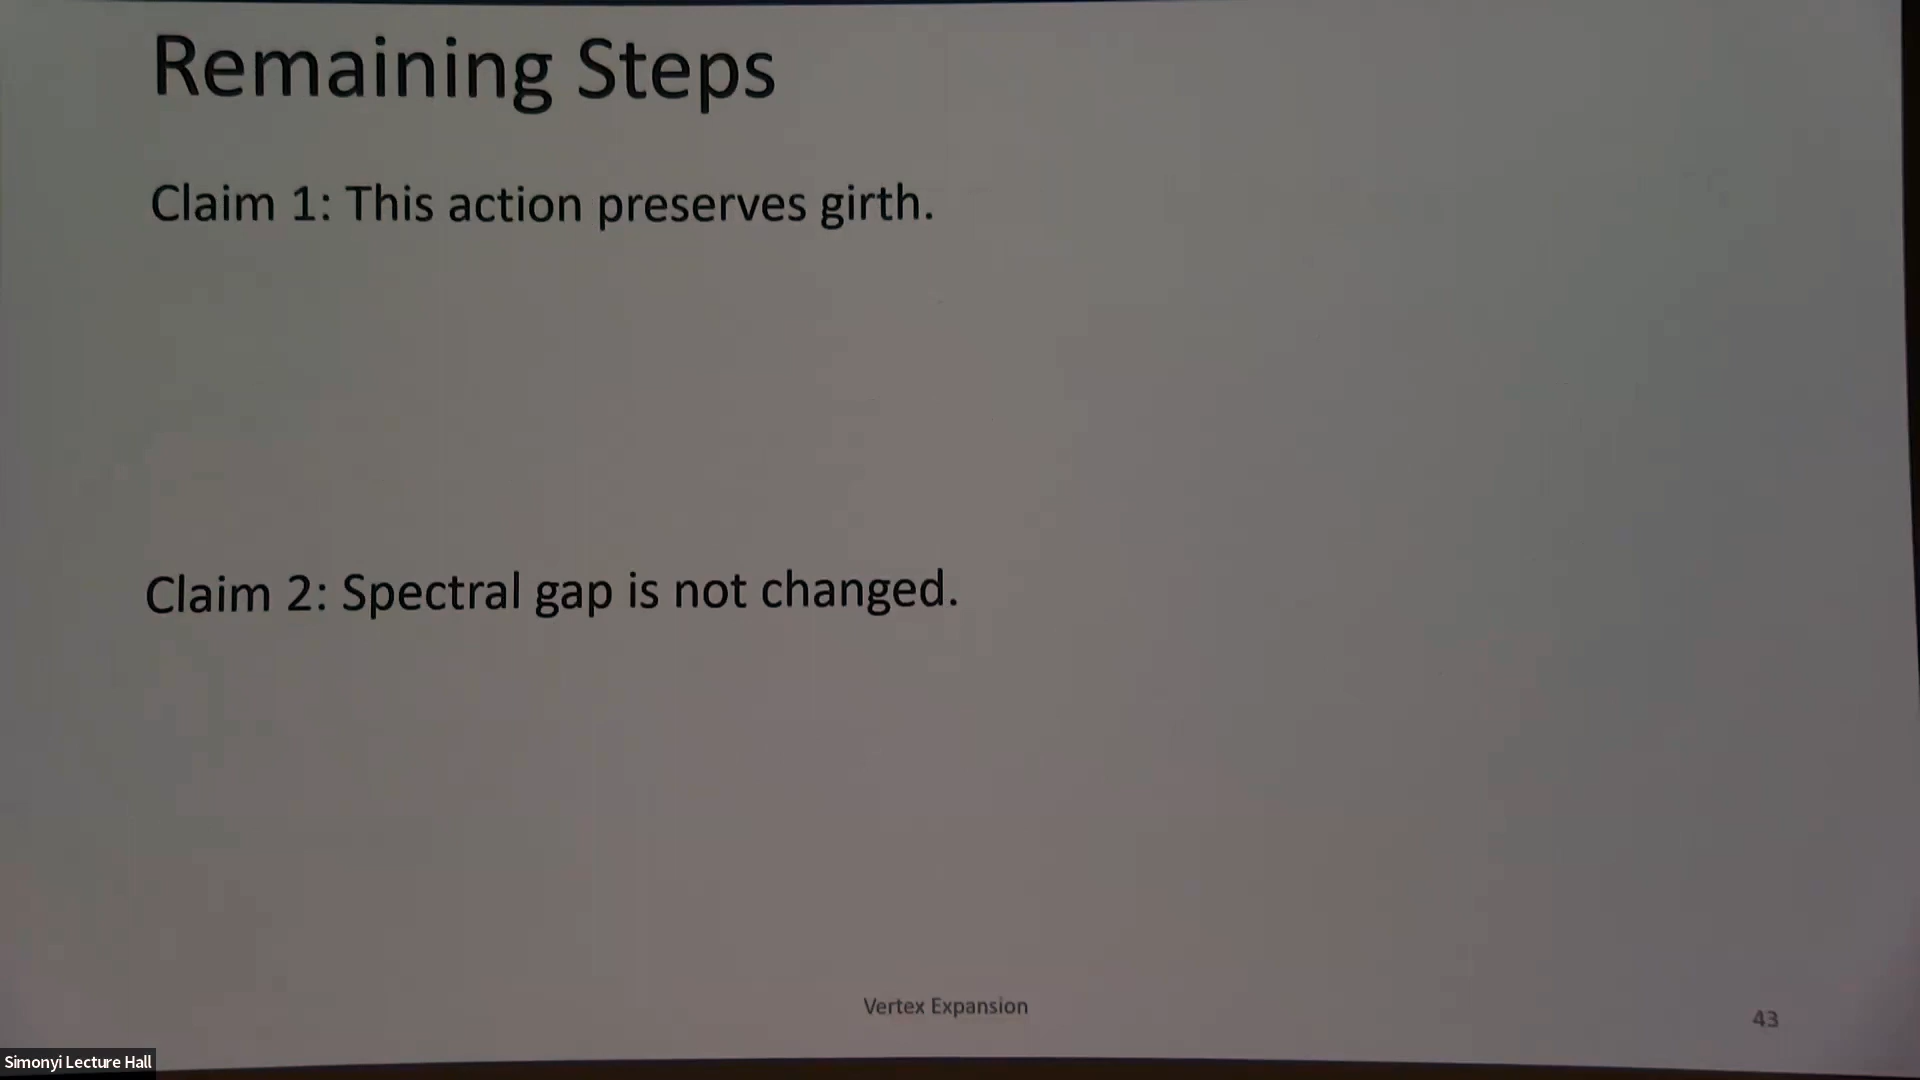 Remaining Steps
Claim 1: This action preserves girth.
Claim 2: Spectral gap is not changed.
Vertex Expansion
43
Simonyi Lecture Hall